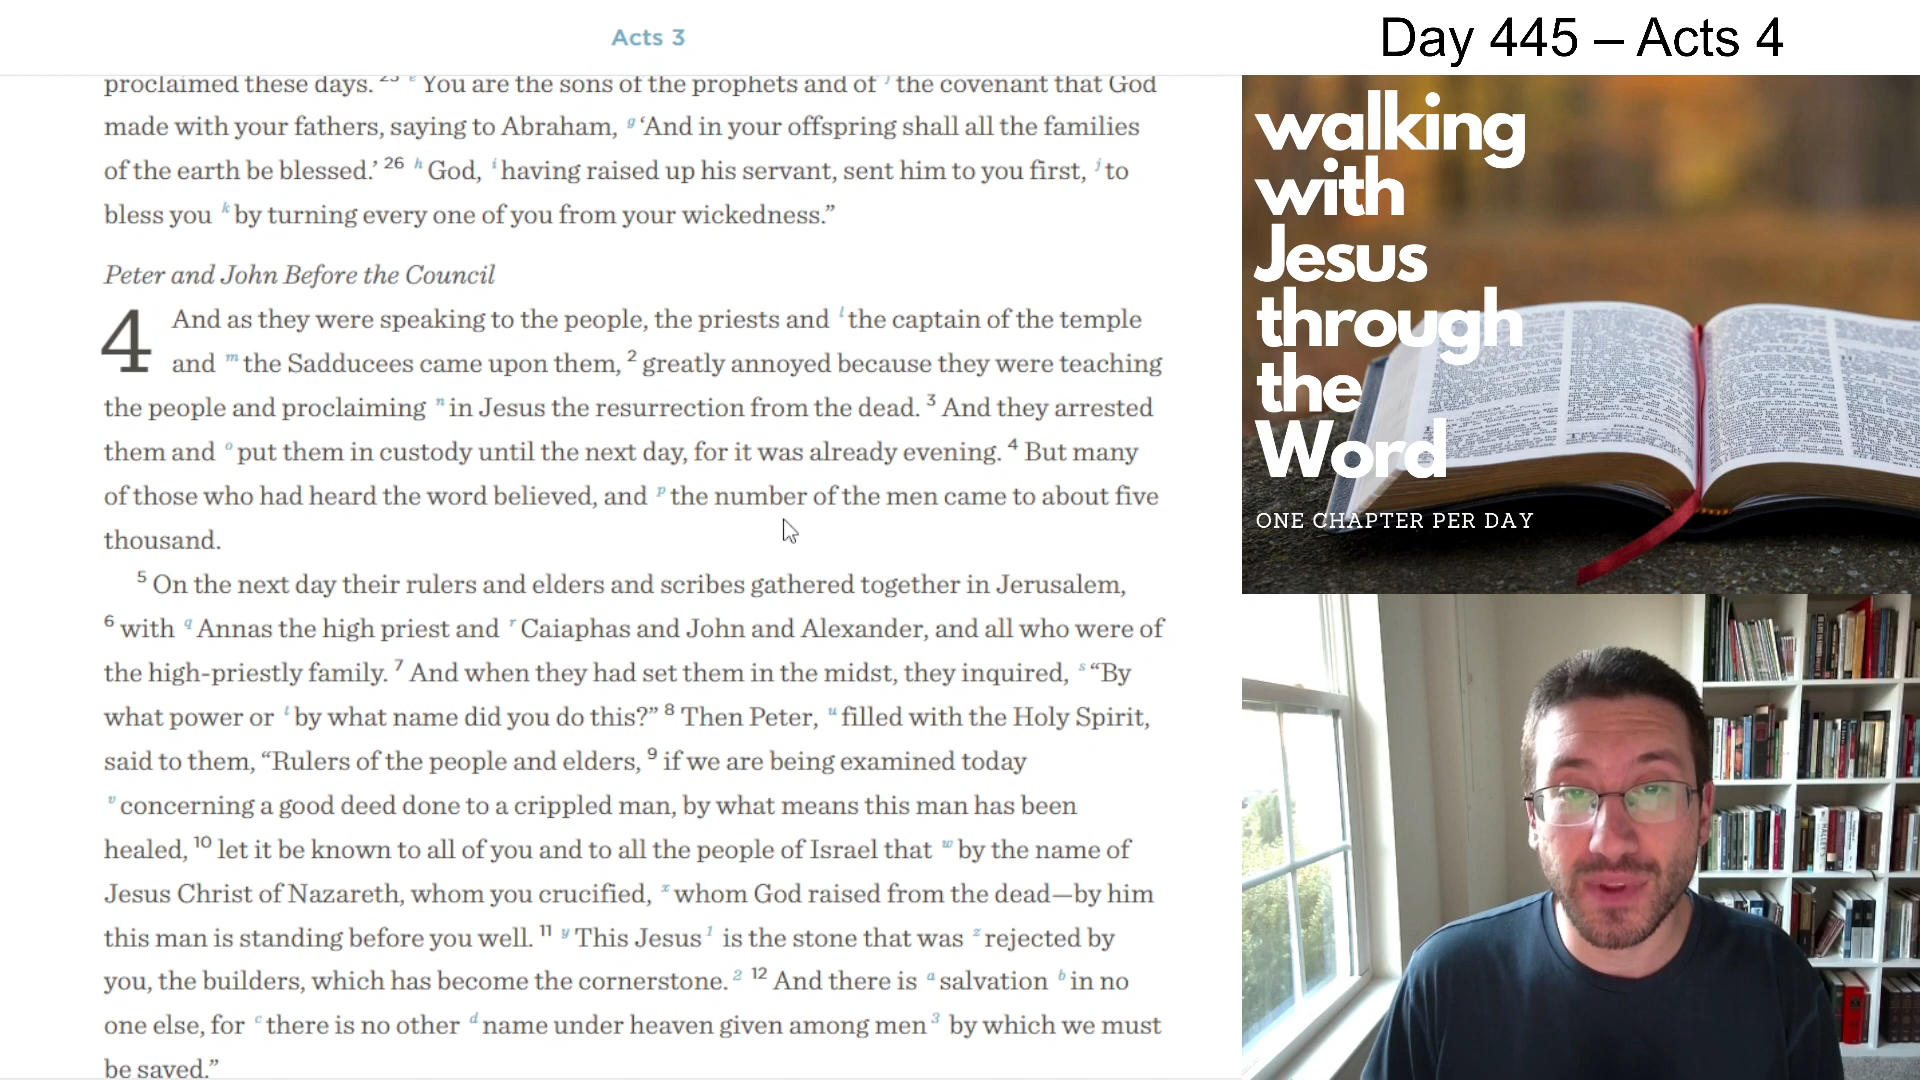 Acts 3
Day 445 – Acts 4
proclaimed these days. 25 e You are the sons of the prophets and of f the covenant that God
made with your fathers, saying to Abraham, g ‘And in your offspring shall all the families
of the earth be blessed.’ 26 h God, i having raised up his servant, sent him to you first, j to
bless you k by turning every one of you from your wickedness.”
Peter and John Before the Council
4 And as they were speaking to the people, the priests and l the captain of the temple
and m the Sadducees came upon them, 2 greatly annoyed because they were teaching
the people and proclaiming n in Jesus the resurrection from the dead. 3 And they arrested
them and o put them in custody until the next day, for it was already evening. 4 But many
of those who had heard the word believed, and p the number of the men came to about five
thousand.
5 On the next day their rulers and elders and scribes gathered together in Jerusalem,
6 with q Annas the high priest and r Caiaphas and John and Alexander, and all who were of
the high-priestly family. 7 And when they had set them in the midst, they inquired, s “By
what power or t by what name did you do this?” 8 Then Peter, u filled with the Holy Spirit,
said to them, “Rulers of the people and elders, 9 if we are being examined today
v concerning a good deed done to a crippled man, by what means this man has been
healed, 10 let it be known to all of you and to all the people of Israel that w by the name of
Jesus Christ of Nazareth, whom you crucified, x whom God raised from the dead—by him
this man is standing before you well. 11 y This Jesus 1 is the stone that was z rejected by
you, the builders, which has become the cornerstone. 2 12 And there is a salvation b in no
one else, for c there is no other d name under heaven given among men 3 by which we must
be saved.”
walking
with
Jesus
through
the
Word
ONE CHAPTER PER DAY